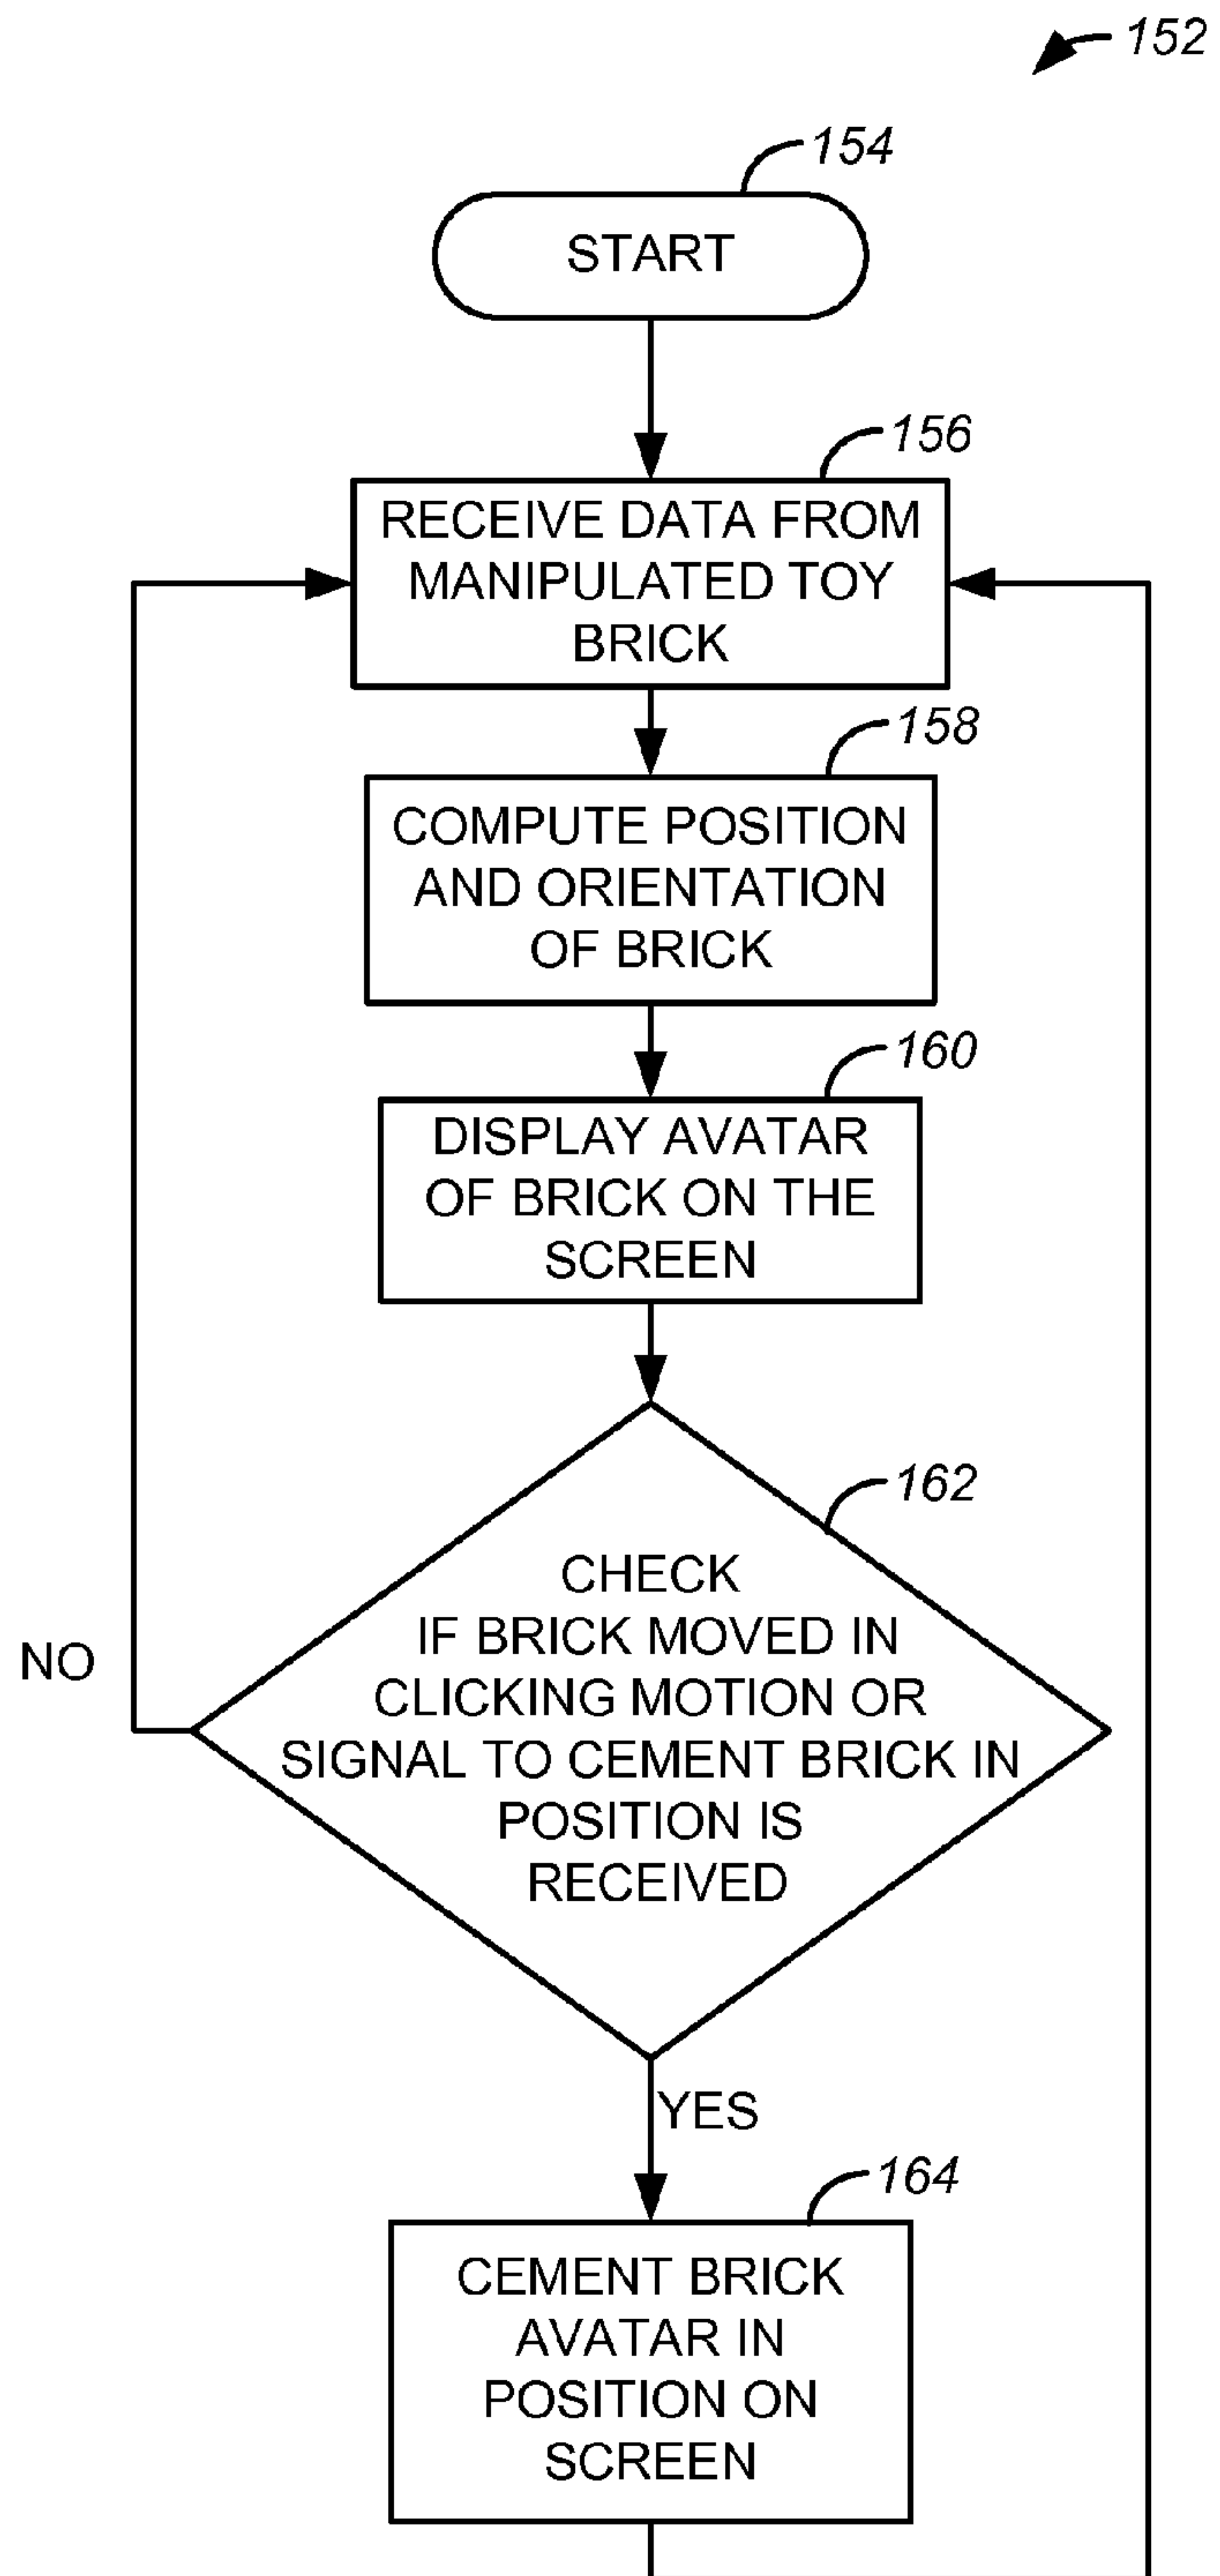 152
154
START
156
RECEIVE DATA FROM
MANIPULATED TOY
BRICK
158
COMPUTE POSITION
AND ORIENTATION
OF BRICK
160
DISPLAY AVATAR
OF BRICK ON THE
SCREEN
162
CHECK
IF BRICK MOVED IN
CLICKING MOTION OR
SIGNAL TO CEMENT BRICK IN
POSITION IS
RECEIVED
NO
YES
164
CEMENT BRICK
AVATAR IN
POSITION ON
SCREEN